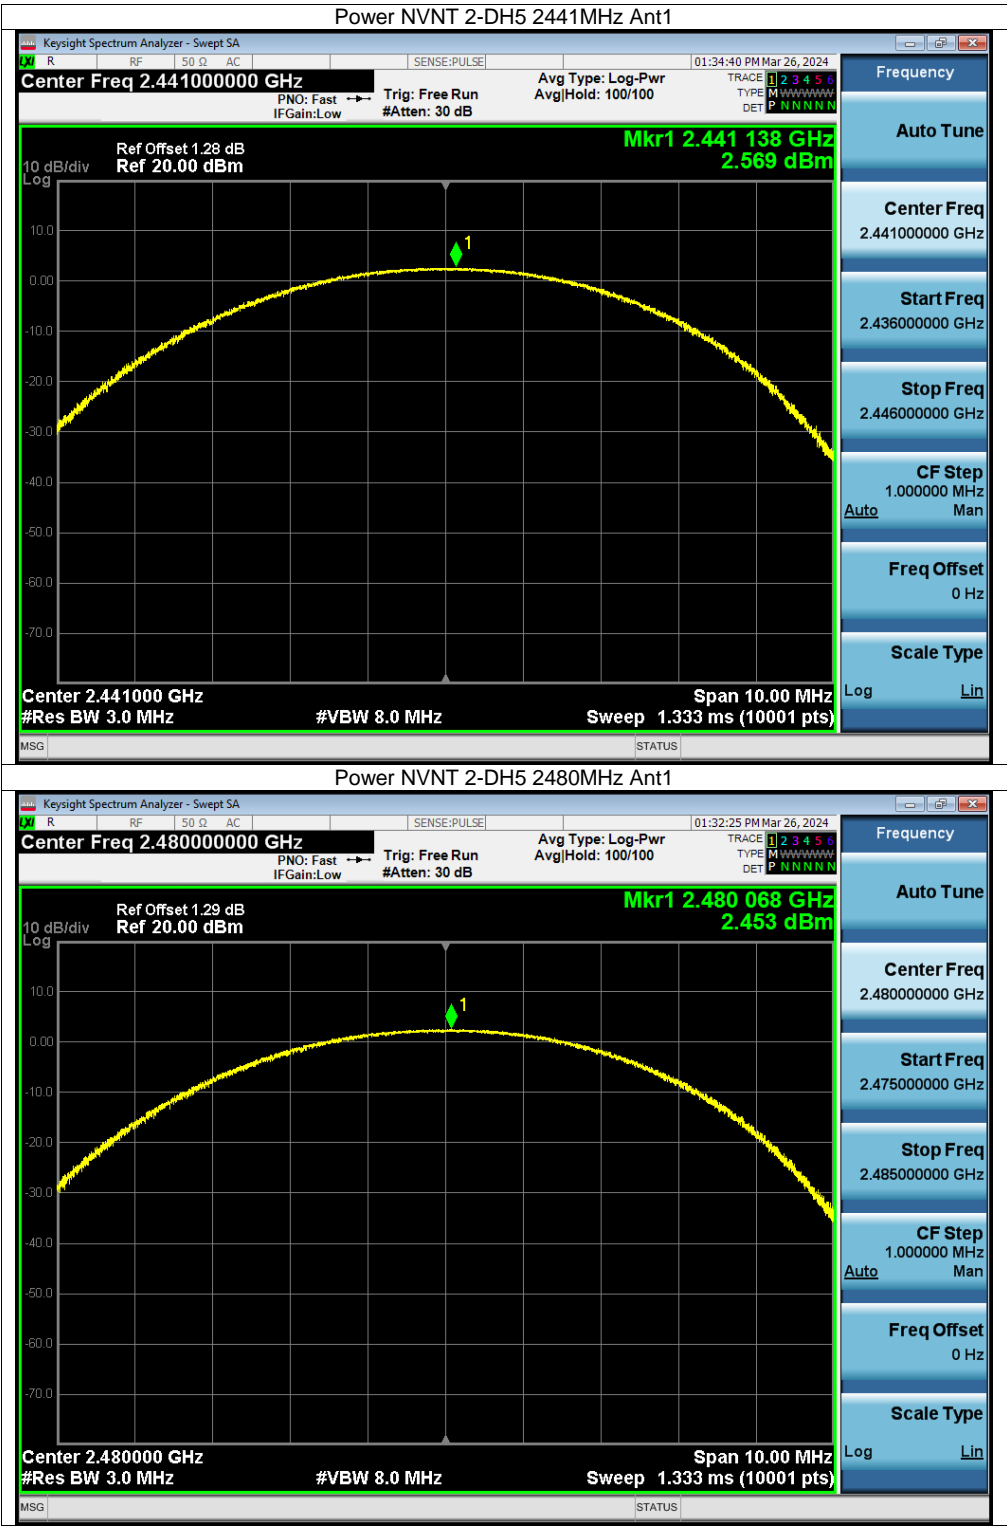 Power NVNT 2-DH5 2441MHz Ant1
Keysight Spectrum Analyzer - Swept SA
LXI R RF 50 Ω AC SENSE:PULSE 01:34:40 PM Mar 26, 2024
Center Freq 2.441000000 GHz
PNO: Fast
IFGain:Low
Trig: Free Run
#Atten: 30 dB
Avg Type: Log-Pwr
Avg|Hold: 100/100
TRACE 1 2 3 4 5 6
TYPE M WWWWW
DET P N N N N N
Frequency
Mkr1 2.441 138 GHz
2.569 dBm
Ref Offset 1.28 dB
10 dB/div Ref 20.00 dBm
Log
1
10.0
0.00
-10.0
-20.0
-30.0
-40.0
-50.0
-60.0
-70.0
Center 2.441000 GHz Span 10.00 MHz
#Res BW 3.0 MHz #VBW 8.0 MHz Sweep 1.333 ms (10001 pts)
Auto Tune
Center Freq
2.441000000 GHz
Start Freq
2.436000000 GHz
Stop Freq
2.446000000 GHz
CF Step
1.000000 MHz
Auto Man
Freq Offset
0 Hz
Scale Type
Log Lin
MSG STATUS
Power NVNT 2-DH5 2480MHz Ant1
Keysight Spectrum Analyzer - Swept SA
LXI R RF 50 Ω AC SENSE:PULSE 01:32:25 PM Mar 26, 2024
Center Freq 2.480000000 GHz
PNO: Fast
IFGain:Low
Trig: Free Run
#Atten: 30 dB
Avg Type: Log-Pwr
Avg|Hold: 100/100
TRACE 1 2 3 4 5 6
TYPE M WWWWW
DET P N N N N N
Frequency
Mkr1 2.480 068 GHz
2.453 dBm
Ref Offset 1.29 dB
10 dB/div Ref 20.00 dBm
Log
1
10.0
0.00
-10.0
-20.0
-30.0
-40.0
-50.0
-60.0
-70.0
Center 2.480000 GHz Span 10.00 MHz
#Res BW 3.0 MHz #VBW 8.0 MHz Sweep 1.333 ms (10001 pts)
Auto Tune
Center Freq
2.480000000 GHz
Start Freq
2.475000000 GHz
Stop Freq
2.485000000 GHz
CF Step
1.000000 MHz
Auto Man
Freq Offset
0 Hz
Scale Type
Log Lin
MSG STATUS